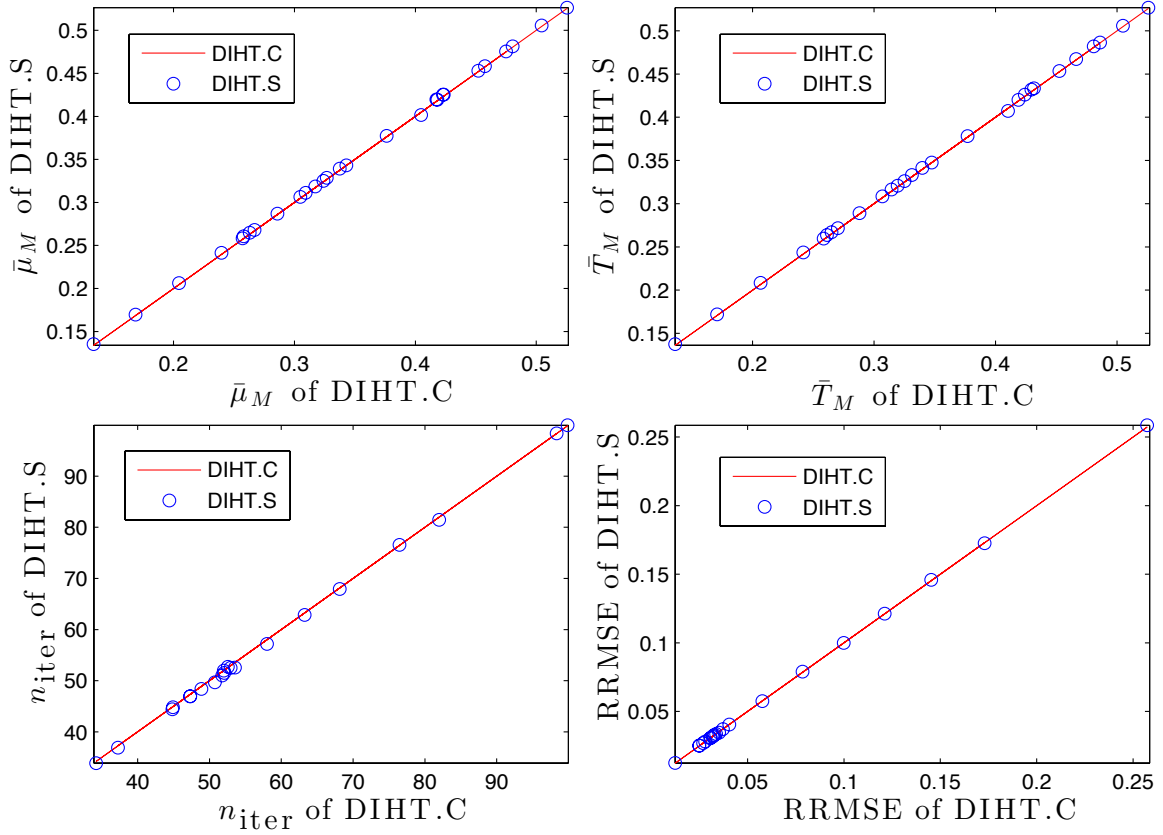 0.5
0.45
0.4
0.35
0.3
0.25
0.2
0.15
0.2 0.3 0.4 0.5
μ̄_M of DIHT.S
μ̄_M of DIHT.C
DIHT.C
DIHT.S
0.5
0.45
0.4
0.35
0.3
0.25
0.2
0.15
0.2 0.3 0.4 0.5
T̄_M of DIHT.S
T̄_M of DIHT.C
DIHT.C
DIHT.S
90
80
70
60
50
40
40 50 60 70 80 90
n_iter of DIHT.S
n_iter of DIHT.C
DIHT.C
DIHT.S
0.25
0.2
0.15
0.1
0.05
0.05 0.1 0.15 0.2 0.25
RRMSE of DIHT.S
RRMSE of DIHT.C
DIHT.C
DIHT.S